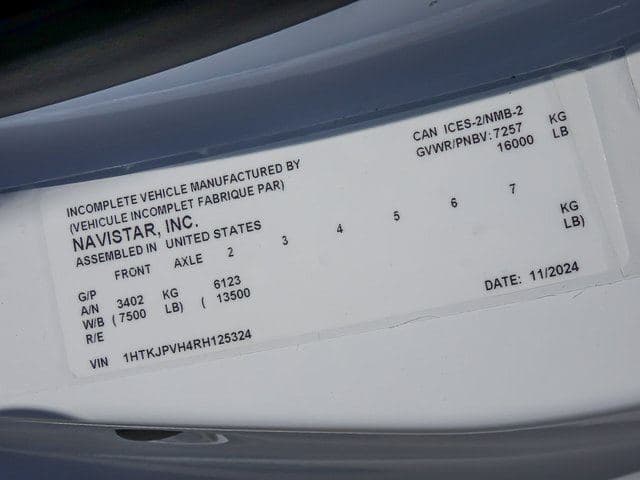 INCOMPLETE VEHICLE MANUFACTURED BY
(VEHICULE INCOMPLET FABRIQUE PAR)
NAVISTAR, INC.
ASSEMBLED IN UNITED STATES
CAN ICES-2/NMB-2
GVWR/PNBV: 7257 KG
16000 LB
FRONT AXLE 2 3 4 5 6 7
G/P
A/N 3402 KG 6123 KG
W/B ( 7500 LB) ( 13500 LB)
R/E
DATE: 11/2024
VIN 1HTKJPVH4RH125324